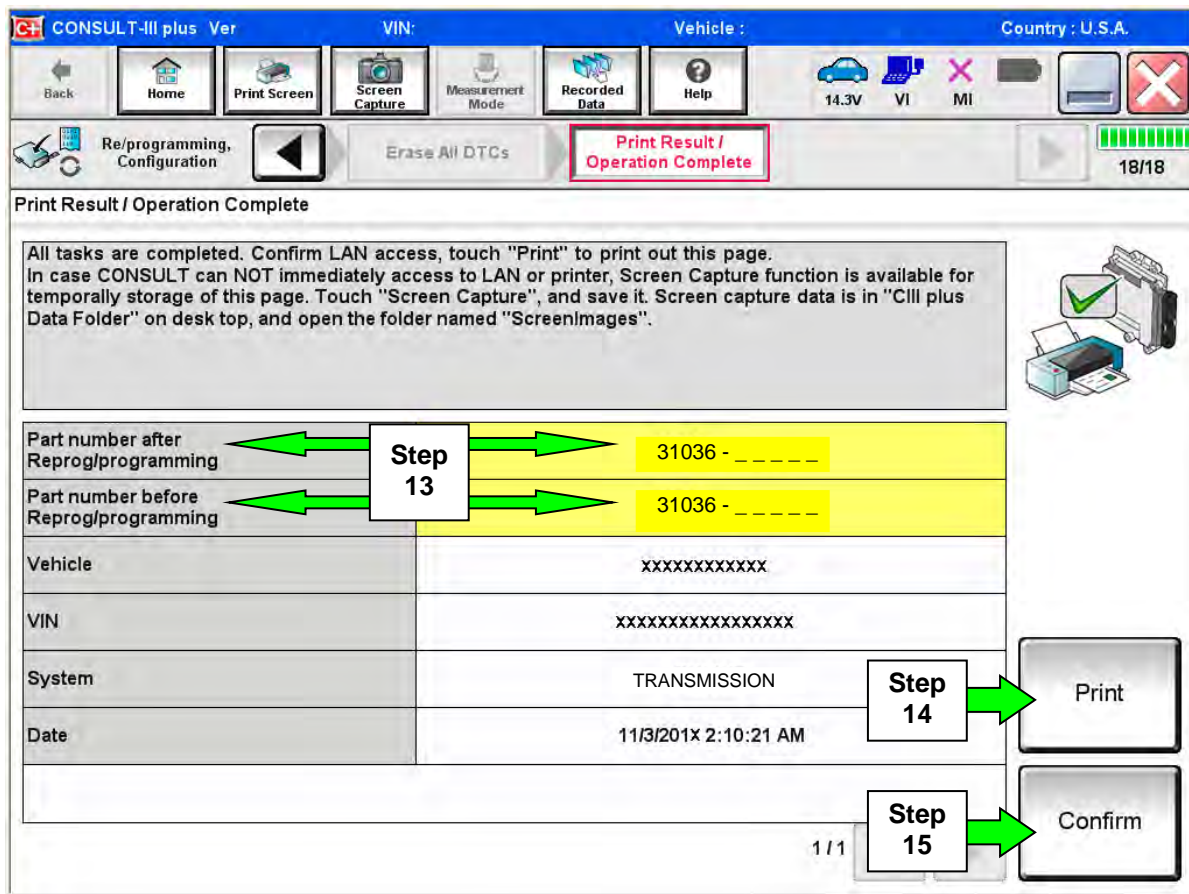 C+ CONSULT-III plus Ver VIN: Vehicle : Country : U.S.A.
Back
Home
Print Screen
Screen Capture
Measurement Mode
Recorded Data
Help
14.3V
VI
MI
Re/programming, Configuration
Erase All DTCs
Print Result / Operation Complete
18/18
Print Result / Operation Complete
All tasks are completed. Confirm LAN access, touch "Print" to print out this page.
In case CONSULT can NOT immediately access to LAN or printer, Screen Capture function is available for
temporally storage of this page. Touch "Screen Capture", and save it. Screen capture data is in "CIII plus
Data Folder" on desk top, and open the folder named "ScreenImages".
Part number after
Reprog/programming
Step
13
31036 - _ _ _ _ _
Part number before
Reprog/programming
31036 - _ _ _ _ _
Vehicle
xxxxxxxxxxxx
VIN
xxxxxxxxxxxxxxxxx
System
TRANSMISSION
Step
14
Print
Date
11/3/201X 2:10:21 AM
Step
15
Confirm
1 / 1